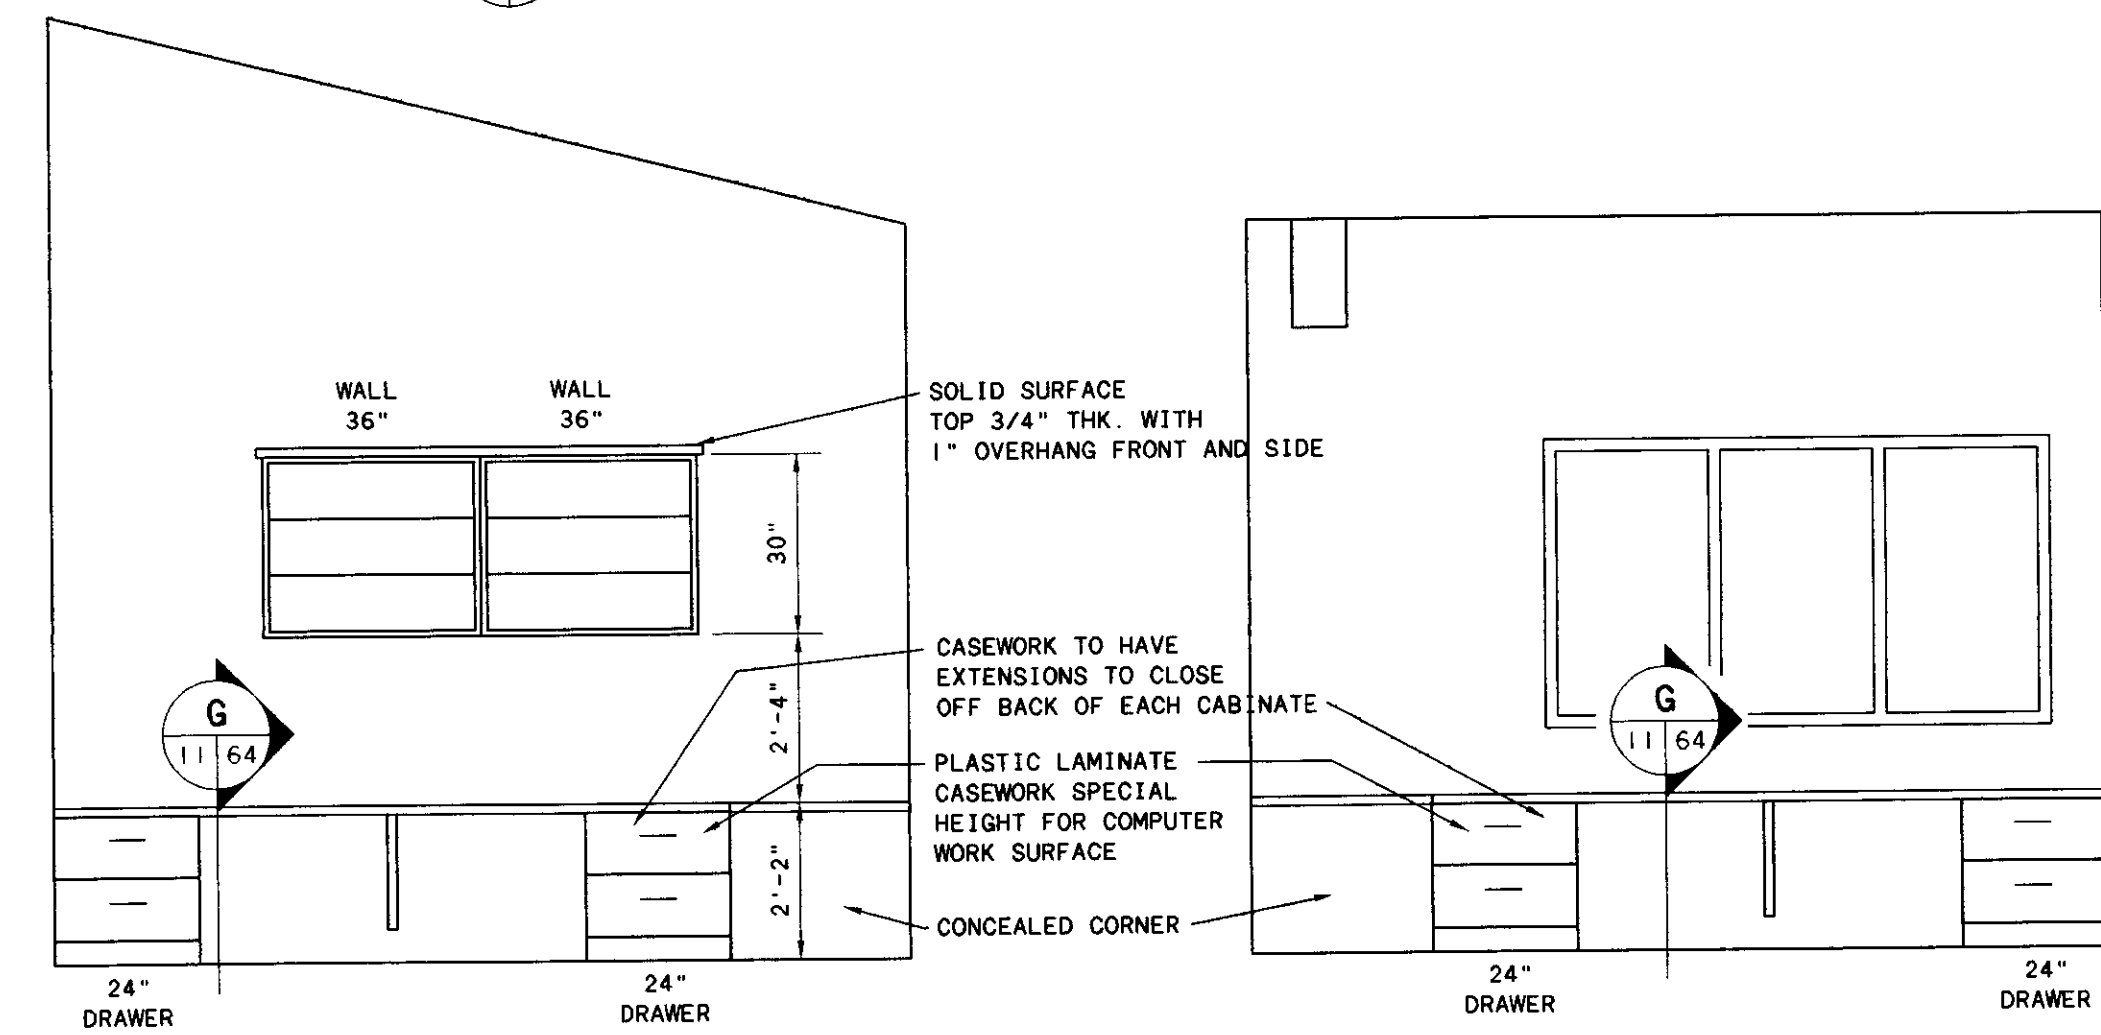 WALL
36"
WALL
36"
SOLID SURFACE
TOP 3/4" THK. WITH
1" OVERHANG FRONT AND SIDE
30"
CASEWORK TO HAVE
EXTENSIONS TO CLOSE
OFF BACK OF EACH CABINATE
2'-4"
G
11 64
G
11 64
PLASTIC LAMINATE
CASEWORK SPECIAL
HEIGHT FOR COMPUTER
WORK SURFACE
2'-2"
CONCEALED CORNER
24"
DRAWER
24"
DRAWER
24"
DRAWER
24"
DRAWER